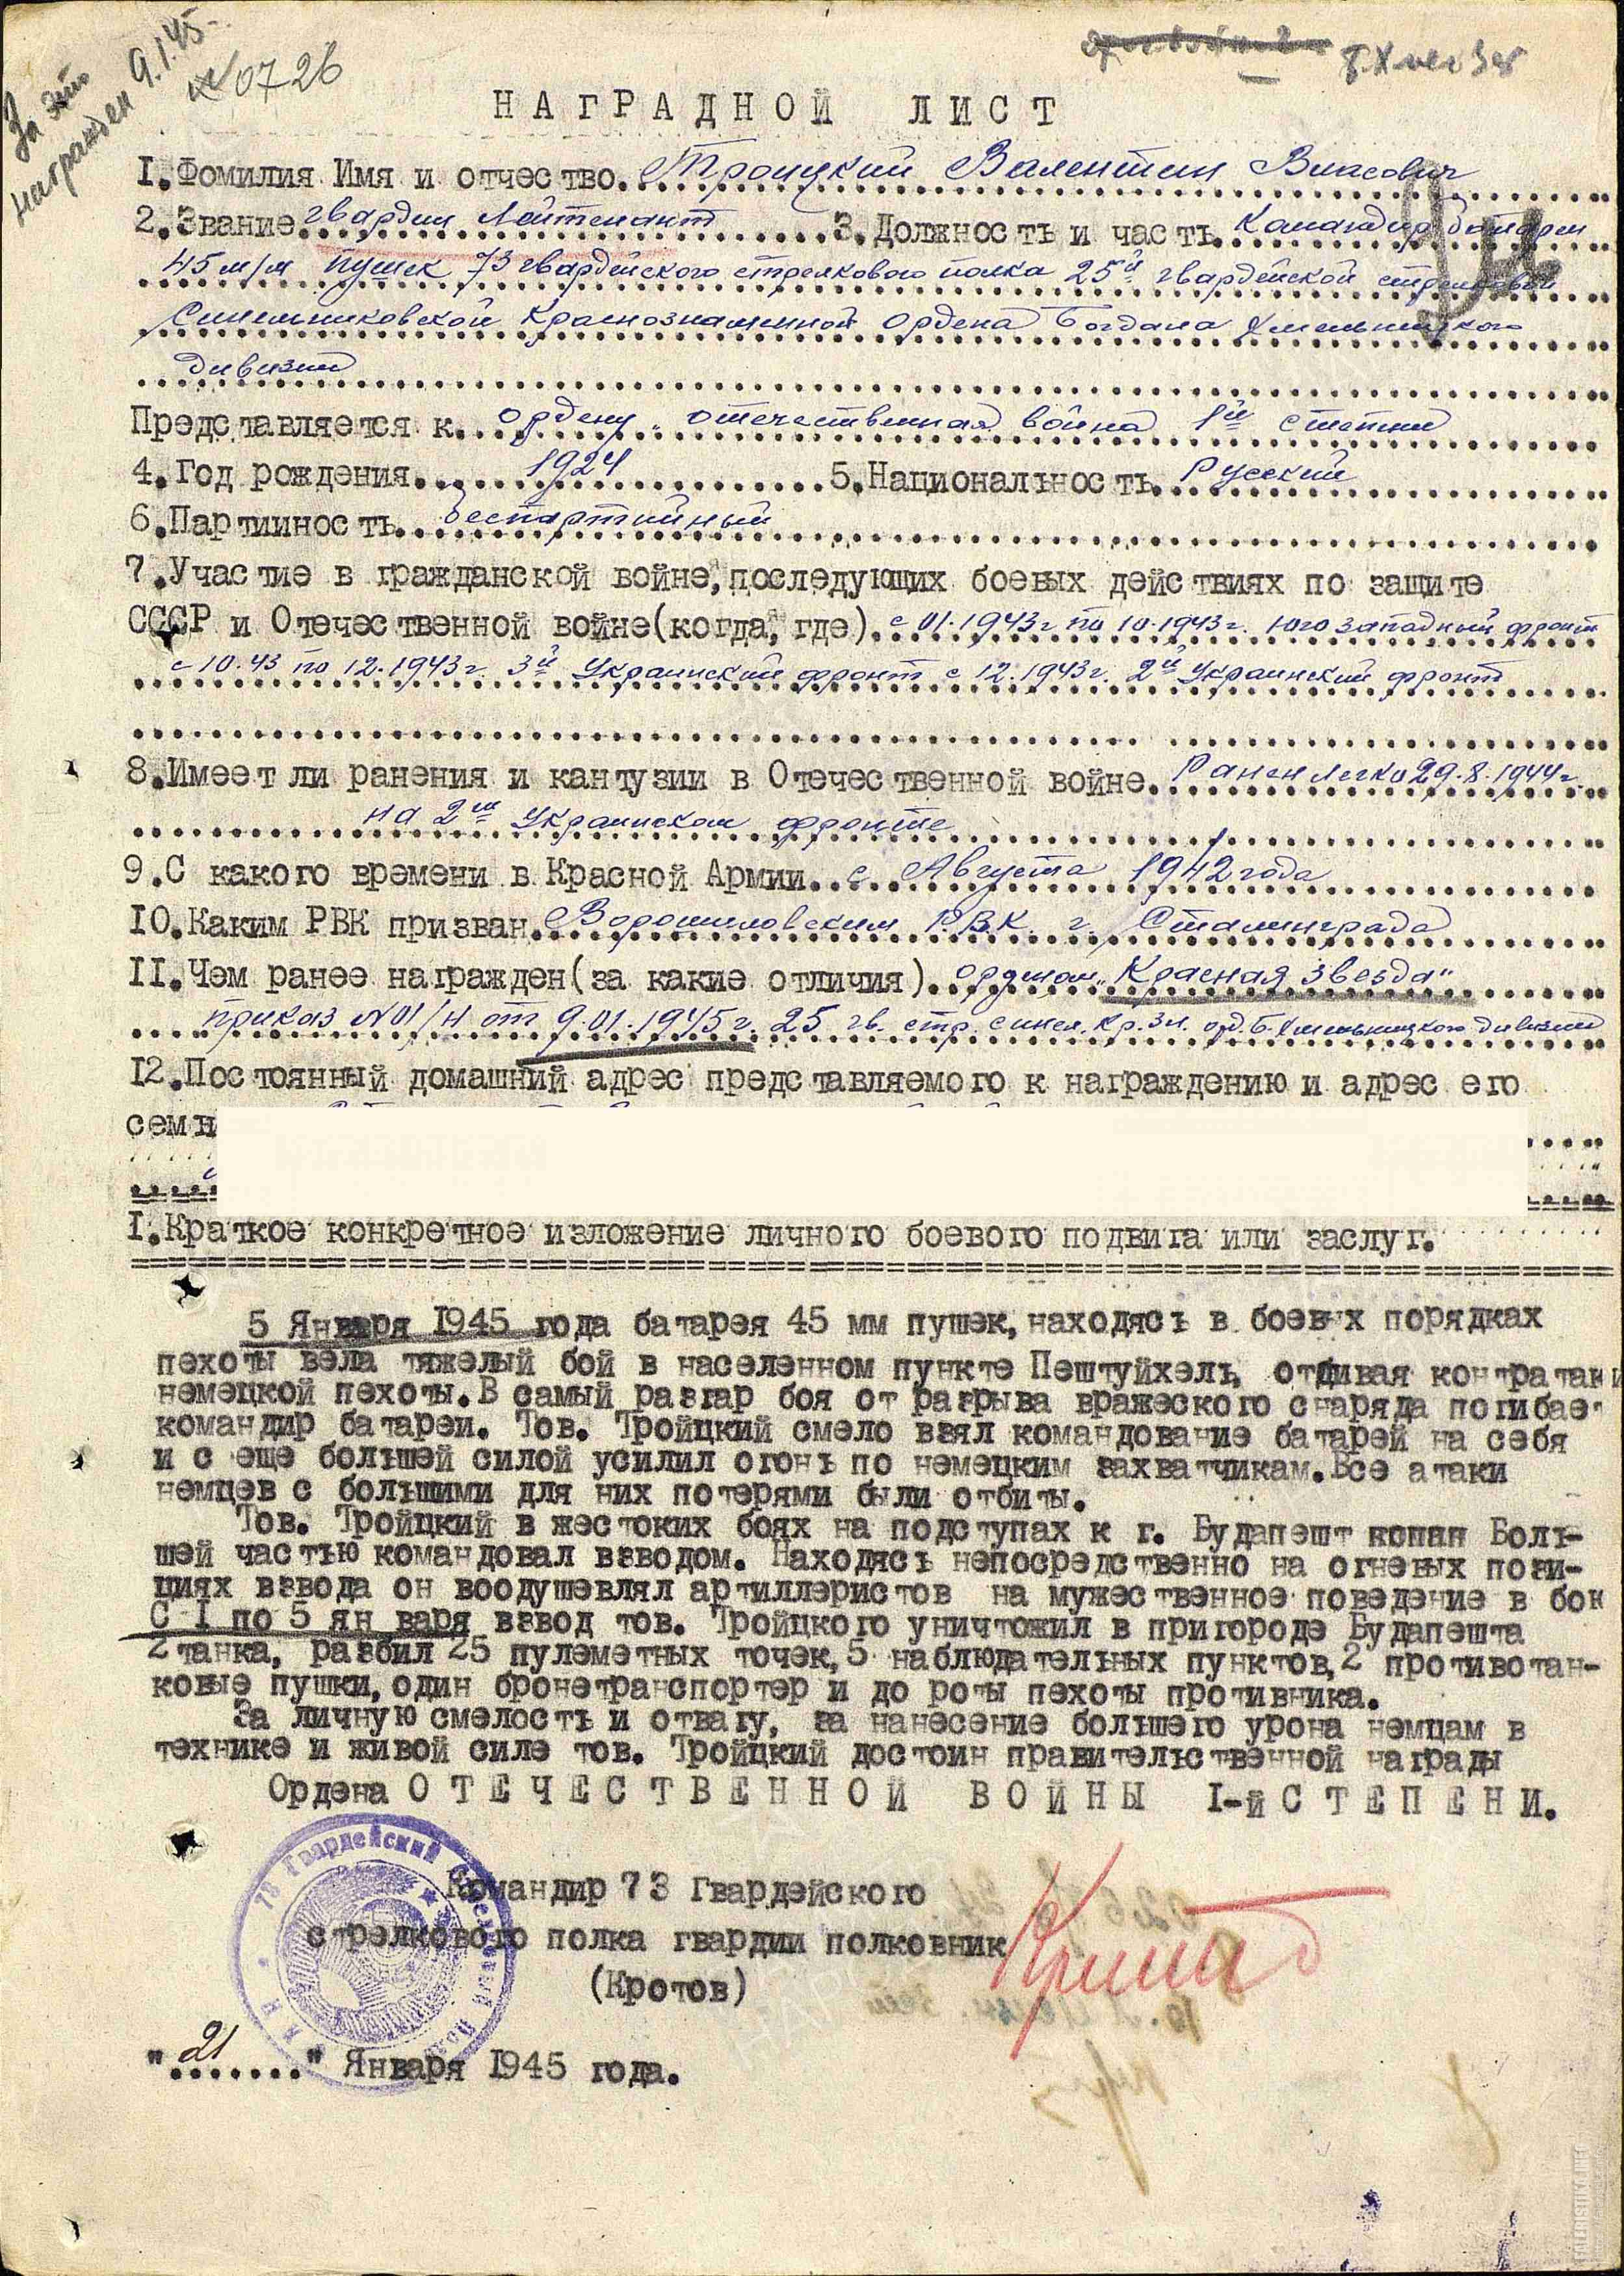 За это
награжден 9.1.45
№ 0726
НАГРАДНОЙ ЛИСТ
I.Фамилия Имя и отчество. Троицкий Валентин Власович
2.Звание гвардии Лейтенант 3.Должность и часть Командир батареи
45 м/м пушек 73 гвардейского стрелкового полка 25й гвардейской стрелковой
Синельниковской Краснознаменной ордена Богдана Хмельницкого
дивизии
Представляется к ордену "отечественная война 1й степени
4.Год рождения 1924 5.Национальность Русский
6.Партииность беспартийный
7.Участие в гражданской войне, последующих боевых действиях по защите
СССР и Отечественной войне(когда, где). с 01.1943г по 10.1943г. Юго западный фронт
с 10.43 по 12.1943г. 3й Украинский фронт с 12.1943г. 2й Украинский фронт
8.Имеет ли ранения и кантузии в Отечественной войне. Ранен легко 29.8.1944г.
на 2м Украинском фронте
9.С какого времени в Красной Армии. с Августа 1942 года
10.Каким РВК призван. Ворошиловским Р.В.К. г. Сталинграда
II.Чем ранее награжден(за какие отличия). орденом "Красная звезда"
приказ №01/н от 9.01.1945г. 25 гв. стр. синел. Кр.Зн. орд. Б.Хмельницкого дивизии
12.Постоянный домашний адрес представляемого к награждению и адрес его
семи
I.Краткое конкретное изложение личного боевого подвига или заслуг.
5 Января 1945 года батарея 45 мм пушек, находясь в боевых порядках
пехоты вела тяжелый бой в населенном пункте Пештуйхель, отбивая контратаки
немецкой пехоты. В самый разгар боя от разрыва вражеского снаряда погибает
командир батареи. Тов. Тройцкий смело взял командование батарей на себя
и с еще большей силой усилил огонь по немецким захватчикам. Все атаки
немцев с большими для них потерями были отбиты.
Тов. Тройцкий в жестоких боях на подступах к г. Будапешт Боль-
шей частью командовал взводом. Находясь непосредственно на огневых пози-
циях взвода он воодушевлял артиллеристов на мужественное поведение в бою
С I по 5 января взвод тов. Тройцкого уничтожил в пригороде Будапешта
2 танка, разбил 25 пулеметных точек, 5 наблюдательных пунктов, 2 противотан-
ковые пушки, один бронетранспортер и до роты пехоты противника.
За личную смелость и отвагу, за нанесение большего урона немцам в
технике и живой силе тов. Тройцкий достоин правительственной награды
Ордена ОТЕЧЕСТВЕННОЙ ВОЙНЫ I-й СТЕПЕНИ.
Командир 73 Гвардейского
стрелкового полка гвардии полковник
(Кротов)
"21" Января 1945 года.
FALERISTIKA.NET